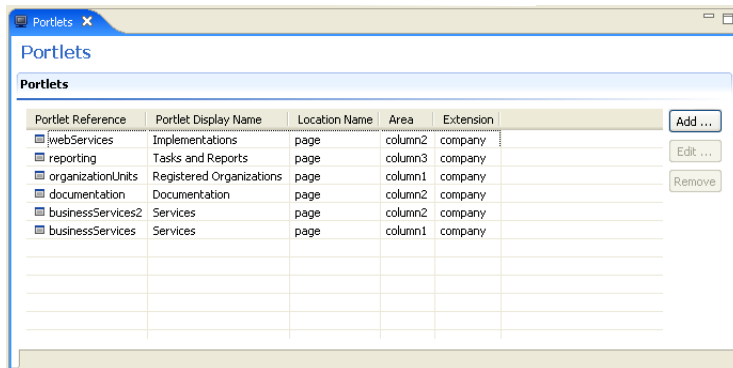 Portlets
Portlets
Portlets
Portlet Reference Portlet Display Name Location Name Area Extension
webServices Implementations page column2 company
reporting Tasks and Reports page column3 company
organizationUnits Registered Organizations page column1 company
documentation Documentation page column2 company
businessServices2 Services page column2 company
businessServices Services page column1 company
Add ...
Edit ...
Remove